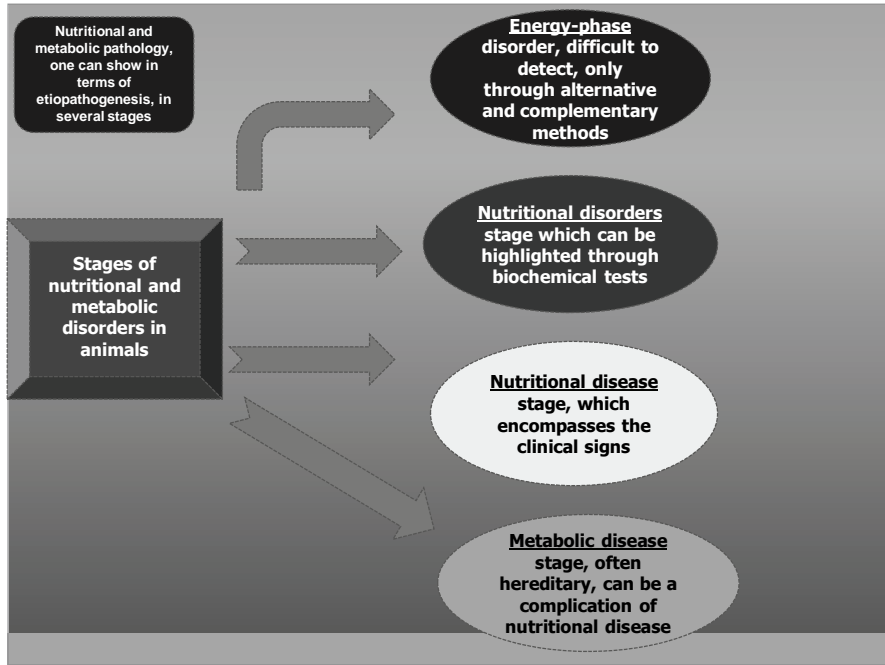 Nutritional and
metabolic pathology,
one can show in
terms of
etiopathogenesis, in
several stages
Energy-phase
disorder, difficult to
detect, only
through alternative
and complementary
methods
Stages of
nutritional and
metabolic
disorders in
animals
Nutritional disorders
stage which can be
highlighted through
biochemical tests
Nutritional disease
stage, which
encompasses the
clinical signs
Metabolic disease
stage, often
hereditary, can be a
complication of
nutritional disease